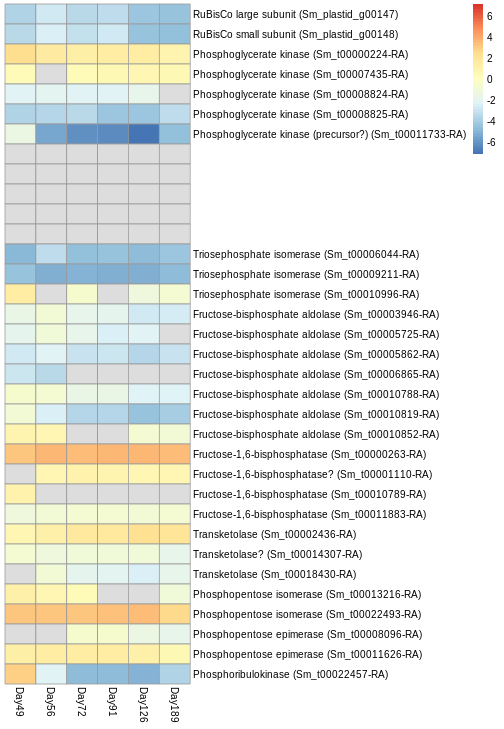 RuBisCo large subunit (Sm_plastid_g00147)
RuBisCo small subunit (Sm_plastid_g00148)
Phosphoglycerate kinase (Sm_t00000224-RA)
Phosphoglycerate kinase (Sm_t00007435-RA)
Phosphoglycerate kinase (Sm_t00008824-RA)
Phosphoglycerate kinase (Sm_t00008825-RA)
Phosphoglycerate kinase (precursor?) (Sm_t00011733-RA)
Triosephosphate isomerase (Sm_t00006044-RA)
Triosephosphate isomerase (Sm_t00009211-RA)
Triosephosphate isomerase (Sm_t00010996-RA)
Fructose-bisphosphate aldolase (Sm_t00003946-RA)
Fructose-bisphosphate aldolase (Sm_t00005725-RA)
Fructose-bisphosphate aldolase (Sm_t00005862-RA)
Fructose-bisphosphate aldolase (Sm_t00006865-RA)
Fructose-bisphosphate aldolase (Sm_t00010788-RA)
Fructose-bisphosphate aldolase (Sm_t00010819-RA)
Fructose-bisphosphate aldolase (Sm_t00010852-RA)
Fructose-1,6-bisphosphatase (Sm_t00000263-RA)
Fructose-1,6-bisphosphatase? (Sm_t00001110-RA)
Fructose-1,6-bisphosphatase (Sm_t00010789-RA)
Fructose-1,6-bisphosphatase (Sm_t00011883-RA)
Transketolase (Sm_t00002436-RA)
Transketolase? (Sm_t00014307-RA)
Transketolase (Sm_t00018430-RA)
Phosphopentose isomerase (Sm_t00013216-RA)
Phosphopentose isomerase (Sm_t00022493-RA)
Phosphopentose epimerase (Sm_t00008096-RA)
Phosphopentose epimerase (Sm_t00011626-RA)
Phosphoribulokinase (Sm_t00022457-RA)
Day49
Day56
Day72
Day91
Day126
Day189
6
4
2
0
-2
-4
-6